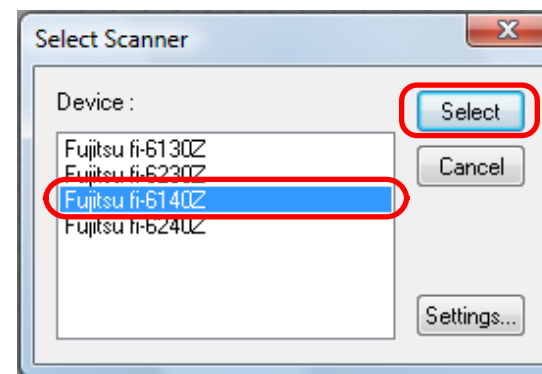 Select Scanner
Device :
Fujitsu fi-6130Z
Fujitsu fi-6230Z
Fujitsu fi-6140Z
Fujitsu fi-6240Z
Select
Cancel
Settings...